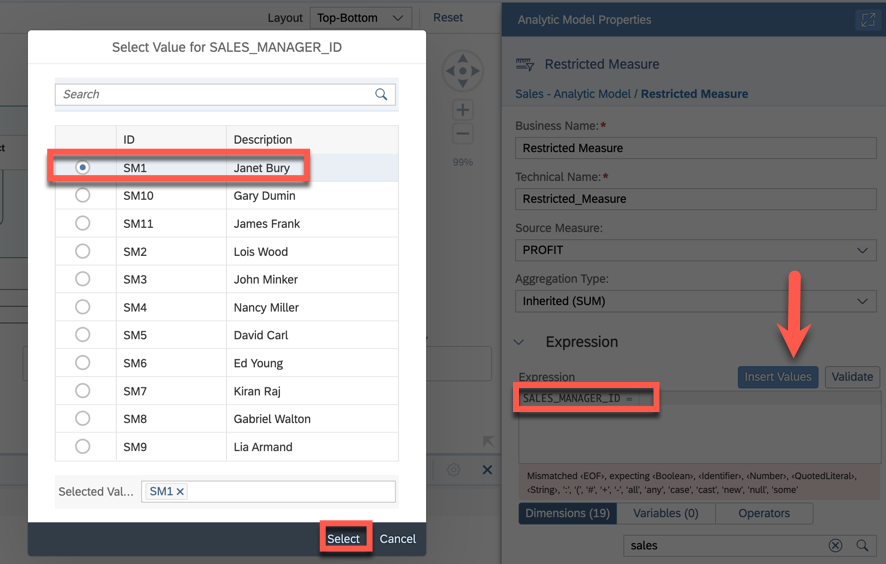 Layout
Top-Bottom
Reset
Select Value for SALES_MANAGER_ID
Search
ID Description
SM1 Janet Bury
SM10 Gary Dumin
SM11 James Frank
SM2 Lois Wood
SM3 John Minker
SM4 Nancy Miller
SM5 David Carl
SM6 Ed Young
SM7 Kiran Raj
SM8 Gabriel Walton
SM9 Lia Armand
Selected Val... SM1
Select Cancel
99%
Analytic Model Properties
Restricted Measure
Sales - Analytic Model / Restricted Measure
Business Name:*
Restricted Measure
Technical Name:*
Restricted_Measure
Source Measure:
PROFIT
Aggregation Type:
Inherited (SUM)
Expression
Expression Insert Values Validate
SALES_MANAGER_ID =
Mismatched ‹EOF›, expecting ‹Boolean›, ‹Identifier›, ‹Number›, ‹QuotedLiteral›,
‹String›, ':', '(', '#', '+', '-', 'all', 'any', 'case', 'cast', 'new', 'null', 'some'
Dimensions (19) Variables (0) Operators
sales